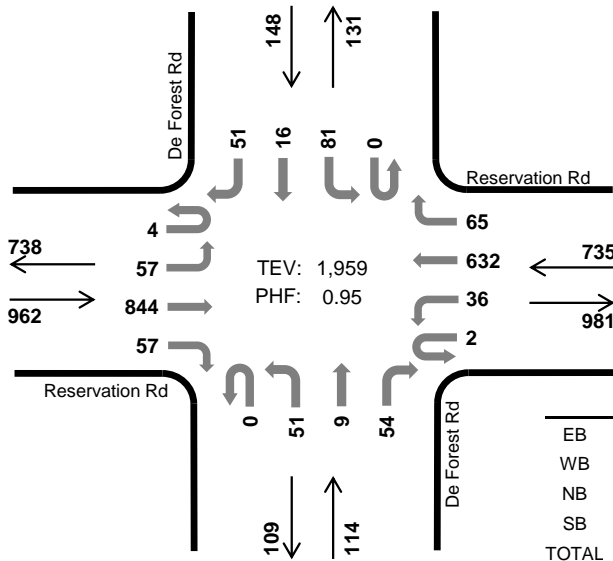 148
131
De Forest Rd
51
16
81
0
Reservation Rd
4
65
738
57
TEV: 1,959
632
735
962
844
PHF: 0.95
36
981
57
2
Reservation Rd
0
51
9
54
De Forest Rd
109
114
EB
WB
NB
SB
TOTAL